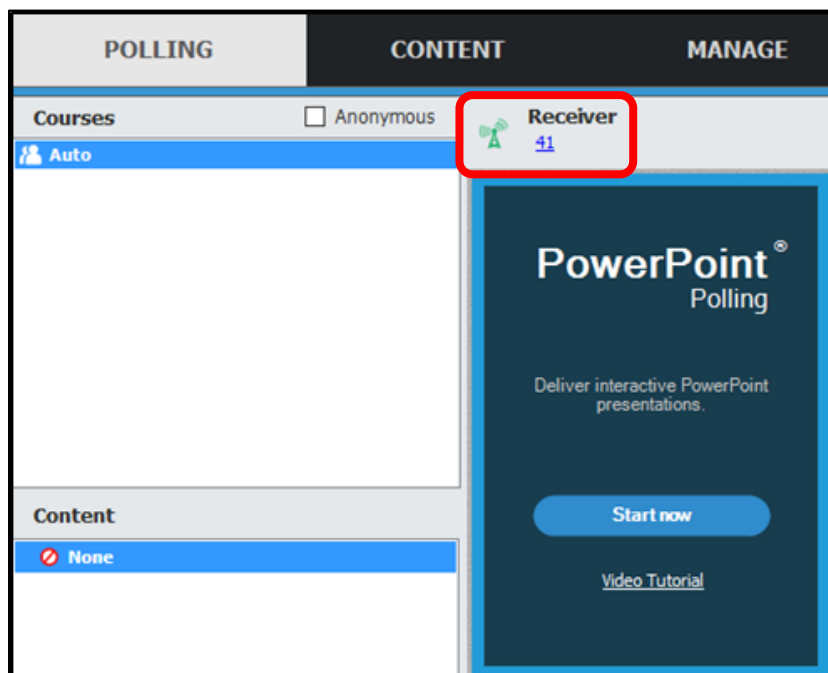 POLLING
CONTENT
MANAGE
Courses
Anonymous
Receiver
41
Auto
PowerPoint®
Polling
Deliver interactive PowerPoint
presentations.
Start now
Video Tutorial
Content
None